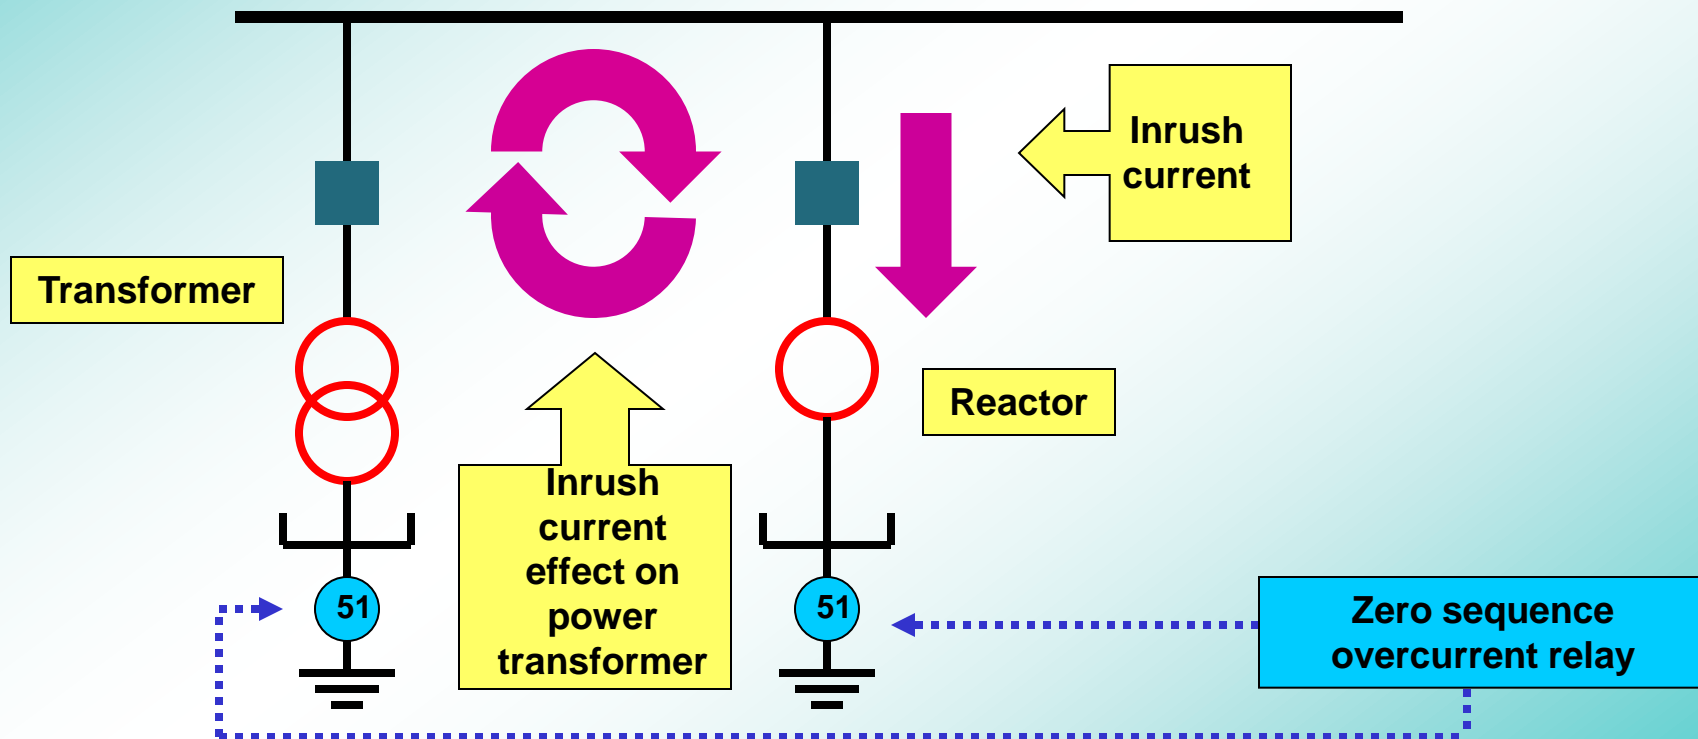 Inrush
current
Transformer
Reactor
Inrush
current
effect on
power
transformer
51
51
Zero sequence
overcurrent relay